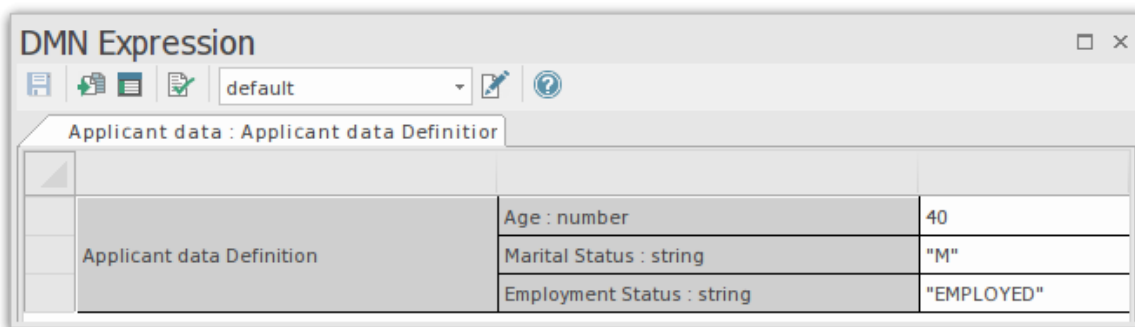 DMN Expression
default
Applicant data : Applicant data Definitior
Age : number 40
Applicant data Definition Marital Status : string "M"
Employment Status : string "EMPLOYED"